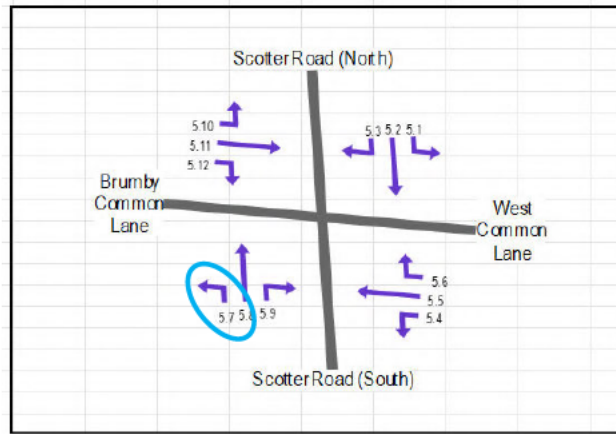 Scotter Road (North)
5.10
5.11
5.12
5.3 5.2 5.1
Brumby
Common
Lane
West
Common
Lane
5.7 5.8 5.9
5.6
5.5
5.4
Scotter Road (South)